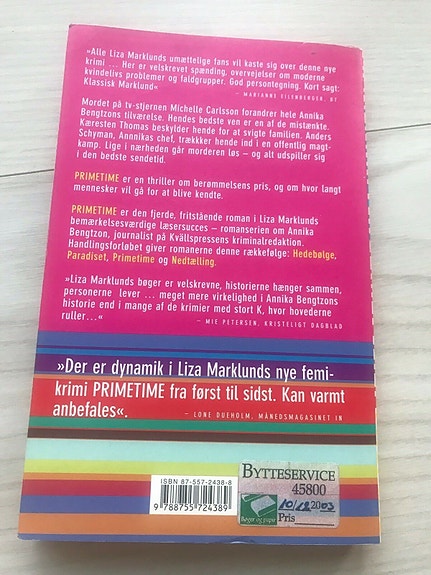 »Alle Liza Marklunds umættelige fans vil kaste sig over denne nye
krimi ... Her er velskrevet spænding, overvejelser om moderne
kvindelivs problemer og faldgruber. God persontegning. Kort sagt:
Klassisk Marklund«
– MARIANNE EILENBERGER, BT
Mordet på tv-stjernen Michelle Carlsson forandrer hele Annika
Bengtzons tilværelse. Hendes bedste ven er en af de mistænkte.
Kæresten Thomas beskylder hende for at svigte familien. Anders
Schyman, Annnikas chef, trækker hende ind i en offentlig magt-
kamp. Lige i nærheden går morderen løs – og alt udspiller sig
i den bedste sendetid.
PRIMETIME er en thriller om berømmelsens pris, og om hvor langt
mennesker vil gå for at blive kendte.
PRIMETIME er den fjerde, fritstående roman i Liza Marklunds
bemærkelsesværdige læsersucces – romanserien om Annika
Bengtzon, journalist på Kvällspressens kriminalredaktion.
Handlingsforløbet giver romanerne denne rækkefølge: Hedebølge,
Paradiset, Primetime og Nedtælling.
»Liza Marklunds bøger er velskrevne, historierne hænger sammen,
personerne lever ... meget mere virkelighed i Annika Bengtzons
historie end i mange af de krimier med stort K, hvor hovederne
ruller...«
– MIE PETERSEN, KRISTELIGT DAGBLAD
»Der er dynamik i Liza Marklunds nye femi-
krimi PRIMETIME fra først til sidst. Kan varmt
anbefales«.
– LONE DUEHOLM, MÅNEDSMAGASINET IN
ISBN 87-557-2438-8
9 788755 724389
BYTTESERVICE
45800
10/12 2003
Bøger og papir
Pris